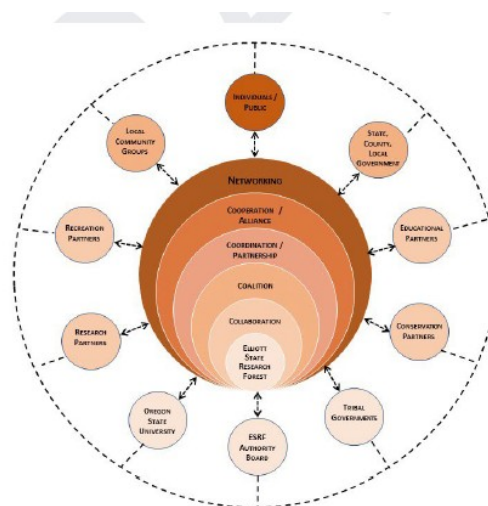 INDIVIDUALS /
PUBLIC
LOCAL
COMMUNITY
GROUPS
STATE,
COUNTY,
LOCAL
GOVERNMENT
NETWORKING
COOPERATION /
ALLIANCE
RECREATION
PARTNERS
EDUCATIONAL
PARTNERS
COORDINATION /
PARTNERSHIP
COALITION
COLLABORATION
RESEARCH
PARTNERS
CONSERVATION
PARTNERS
ELLIOTT
STATE
RESEARCH
FOREST
OREGON
STATE
UNIVERSITY
TRIBAL
GOVERNMENTS
ESRF
AUTHORITY
BOARD